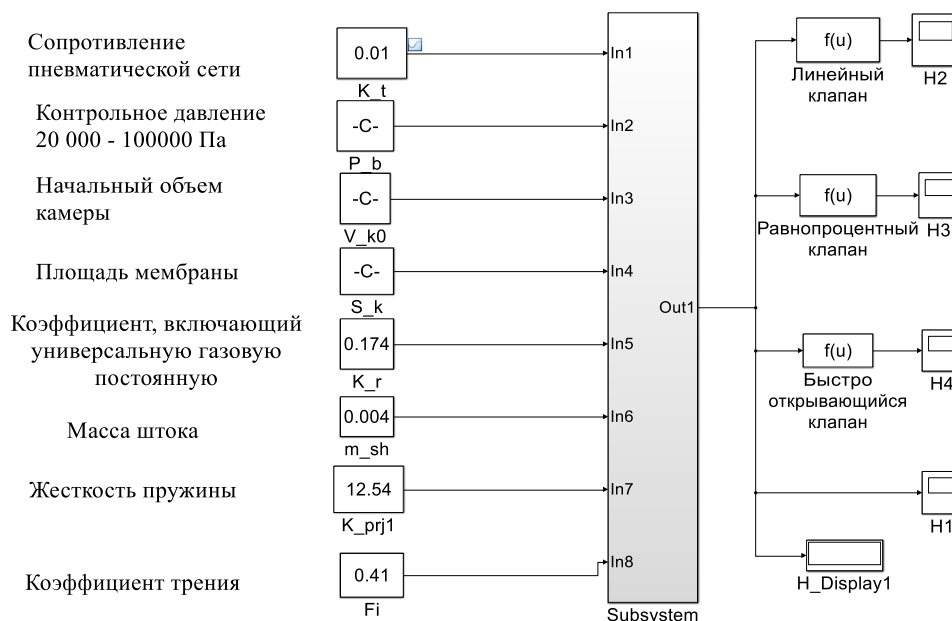 Сопротивление
пневматической сети
0.01
K_t
In1
Контрольное давление
20 000 - 100000 Па
-C-
P_b
In2
Начальный объем
камеры
-C-
V_k0
In3
Площадь мембраны
-C-
S_k
In4
Коэффициент, включающий
универсальную газовую
постоянную
0.174
K_r
In5
Масса штока
0.004
m_sh
In6
Жесткость пружины
12.54
K_prj1
In7
Коэффициент трения
0.41
Fi
In8
Out1
Subsystem
f(u)
Линейный
клапан
H2
f(u)
Равнопроцентный
клапан
H3
f(u)
Быстро
открывающийся
клапан
H4
H1
H_Display1